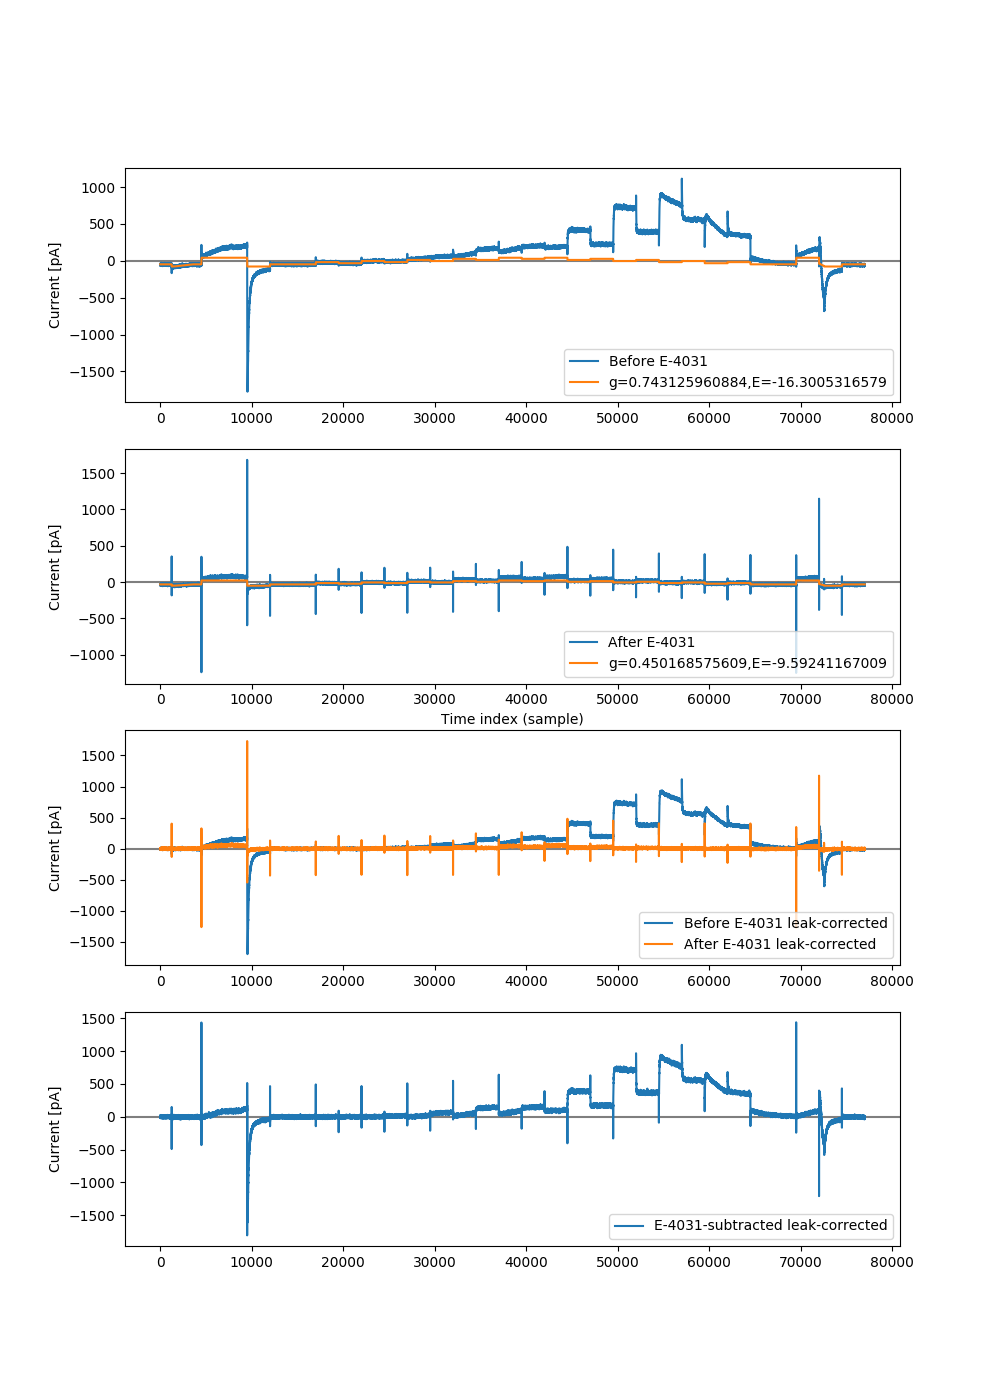 1000
500
0
−500
−1000
−1500
Current [pA]
Before E-4031
g=0.743125960884,E=-16.3005316579
0 10000 20000 30000 40000 50000 60000 70000 80000
1500
1000
500
0
−500
−1000
Current [pA]
After E-4031
g=0.450168575609,E=-9.59241167009
0 10000 20000 30000 40000 50000 60000 70000 80000
Time index (sample)
1500
1000
500
0
−500
−1000
−1500
Current [pA]
Before E-4031 leak-corrected
After E-4031 leak-corrected
0 10000 20000 30000 40000 50000 60000 70000 80000
1500
1000
500
0
−500
−1000
−1500
Current [pA]
E-4031-subtracted leak-corrected
0 10000 20000 30000 40000 50000 60000 70000 80000